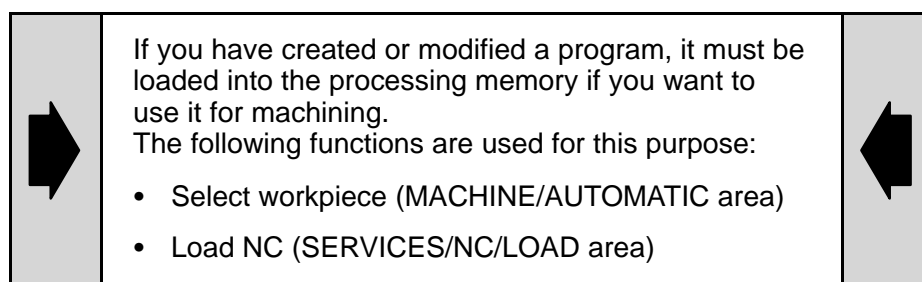 If you have created or modified a program, it must be
loaded into the processing memory if you want to
use it for machining.
The following functions are used for this purpose:
• Select workpiece (MACHINE/AUTOMATIC area)
• Load NC (SERVICES/NC/LOAD area)